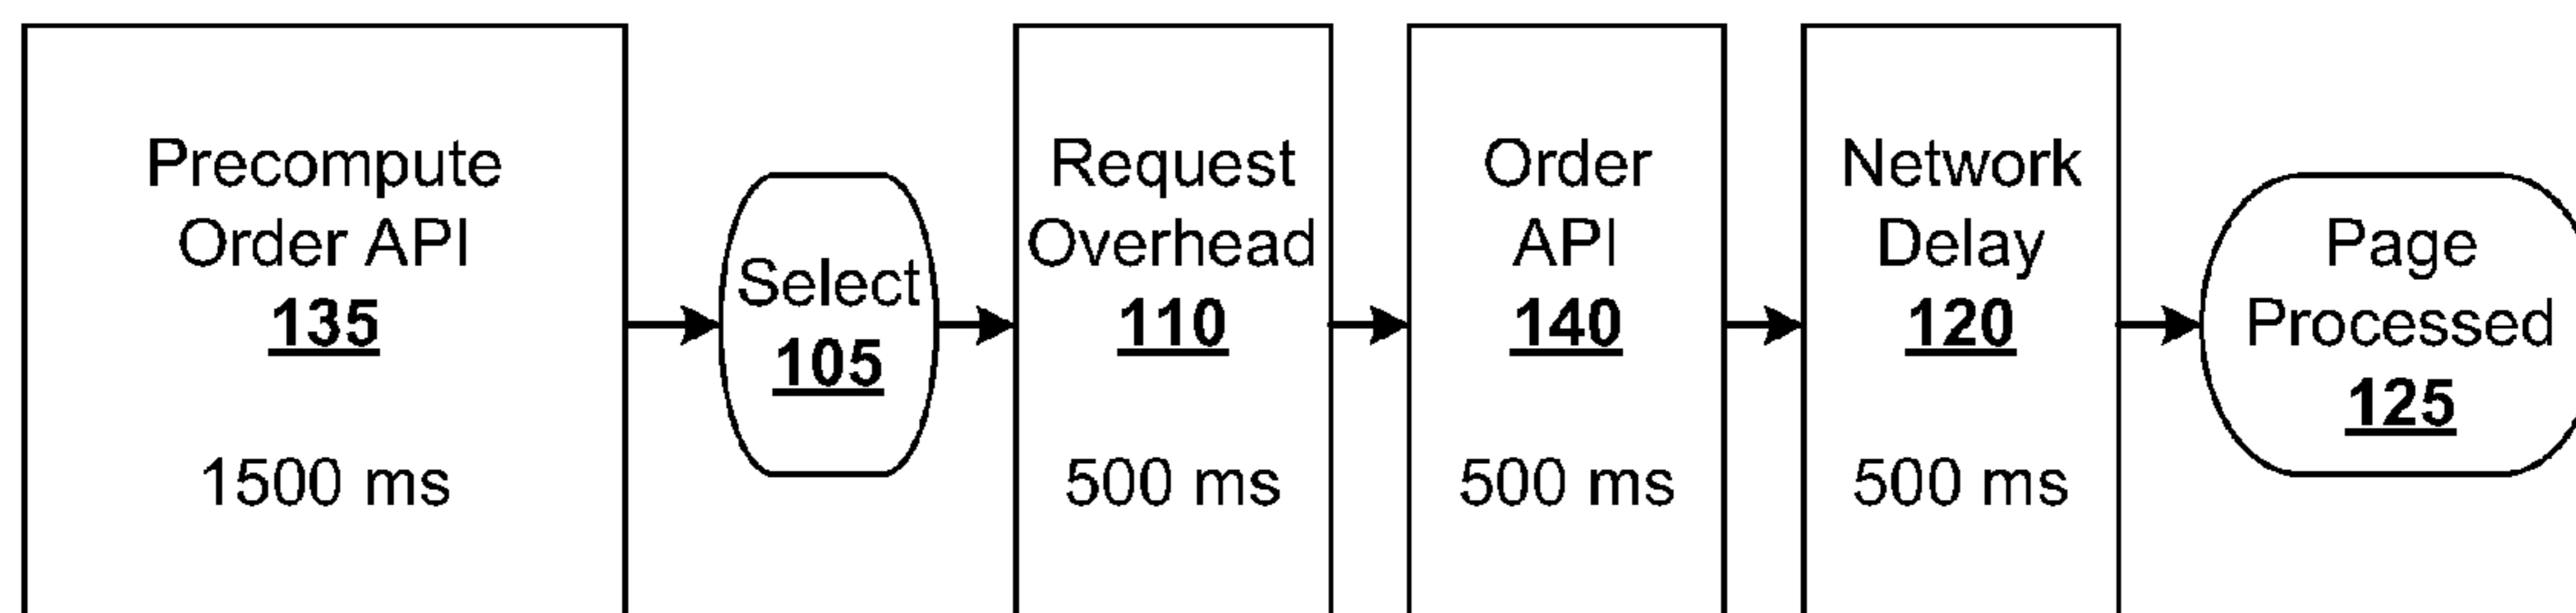 Precompute
Order API
135
1500 ms
Select
105
Request
Overhead
110
500 ms
Order
API
140
500 ms
Network
Delay
120
500 ms
Page
Processed
125